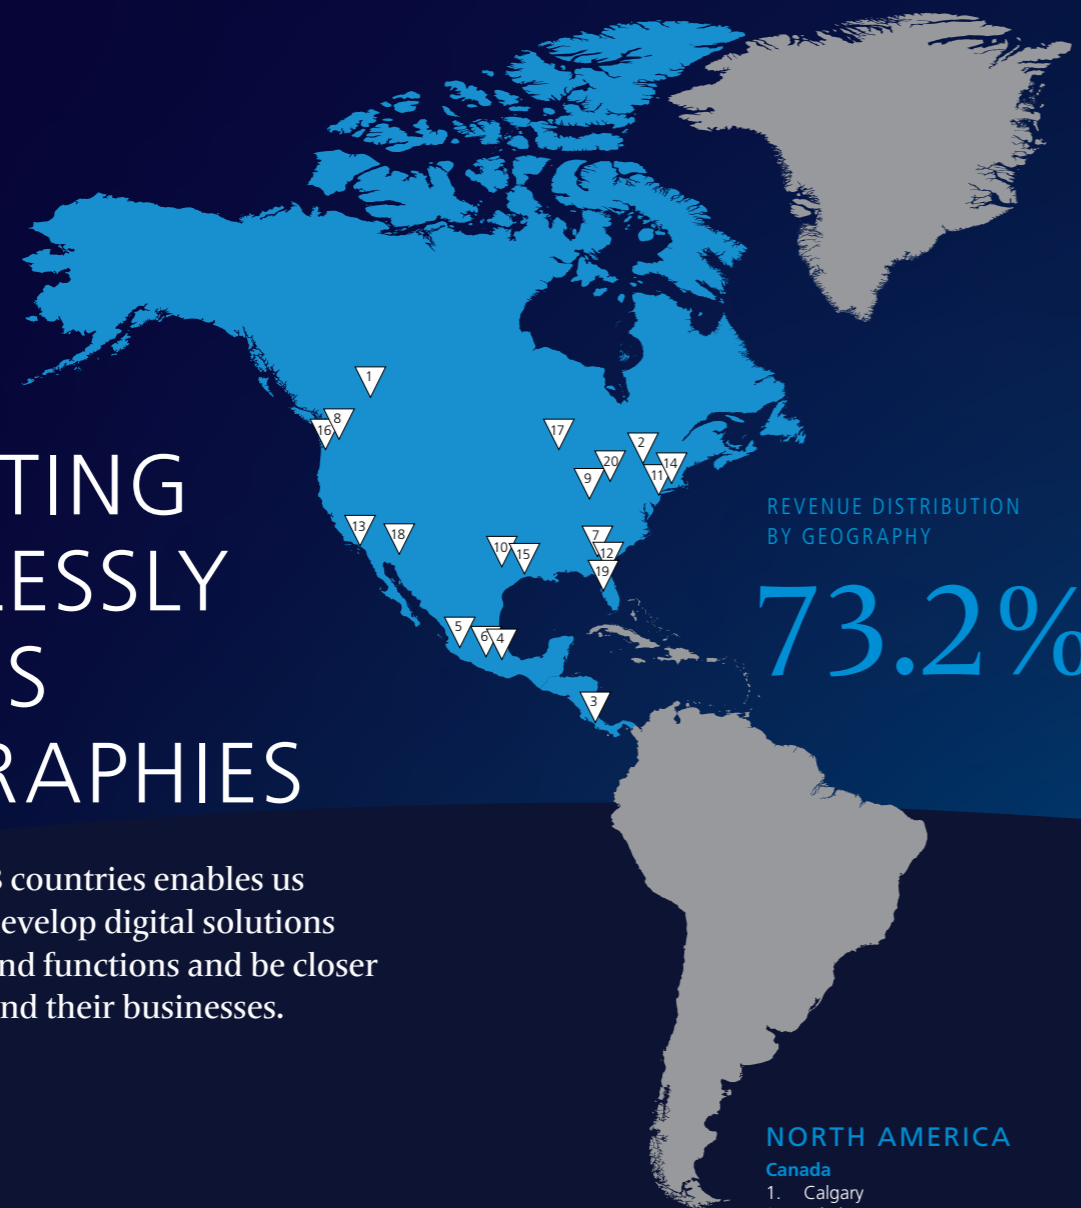 TING
LESSLY
S
RAPHIES
countries enables us
evelop digital solutions
nd functions and be closer
nd their businesses.
1
8
16
17
2
20
14
9
11
13
18
10
15
7
12
19
5
6
4
3
REVENUE DISTRIBUTION
BY GEOGRAPHY
73.2%
NORTH AMERICA
Canada
1. Calgary